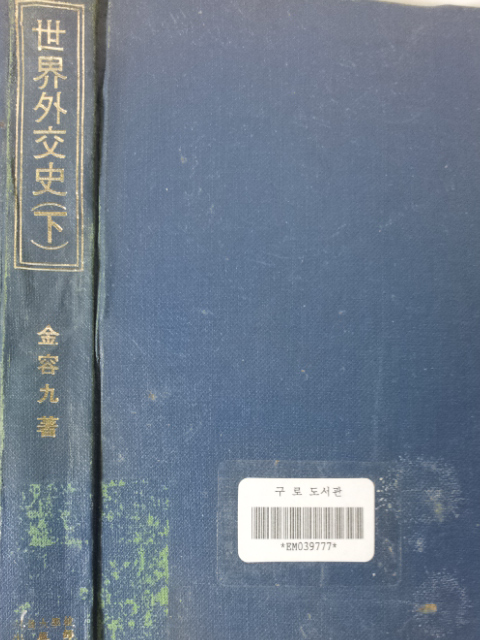 世界外交史(下)
金容九 著
구 로 도서관
*EM039777*